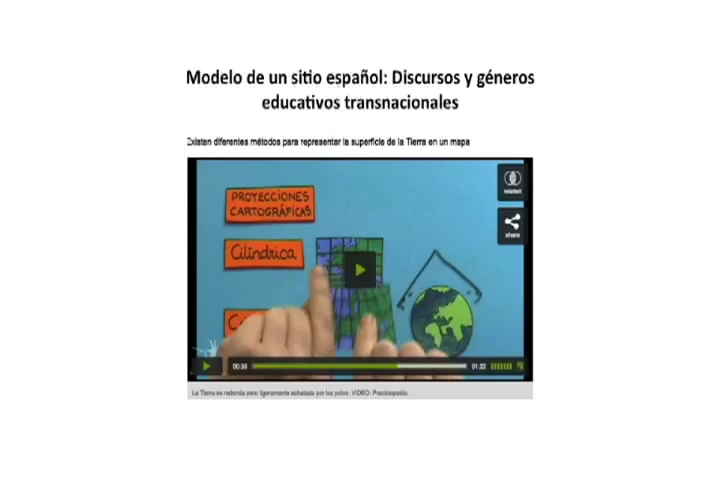 Modelo de un sitio español: Discursos y géneros
educativos transnacionales
Existen diferentes métodos para representar la superficie de la Tierra en un mapa
PROYECCIONES
CARTOGRÁFICAS
Cilíndrica
C
share
01:22
La Tierra es redonda pero ligeramente achatada por los polos. VIDEO: Practicopedia.